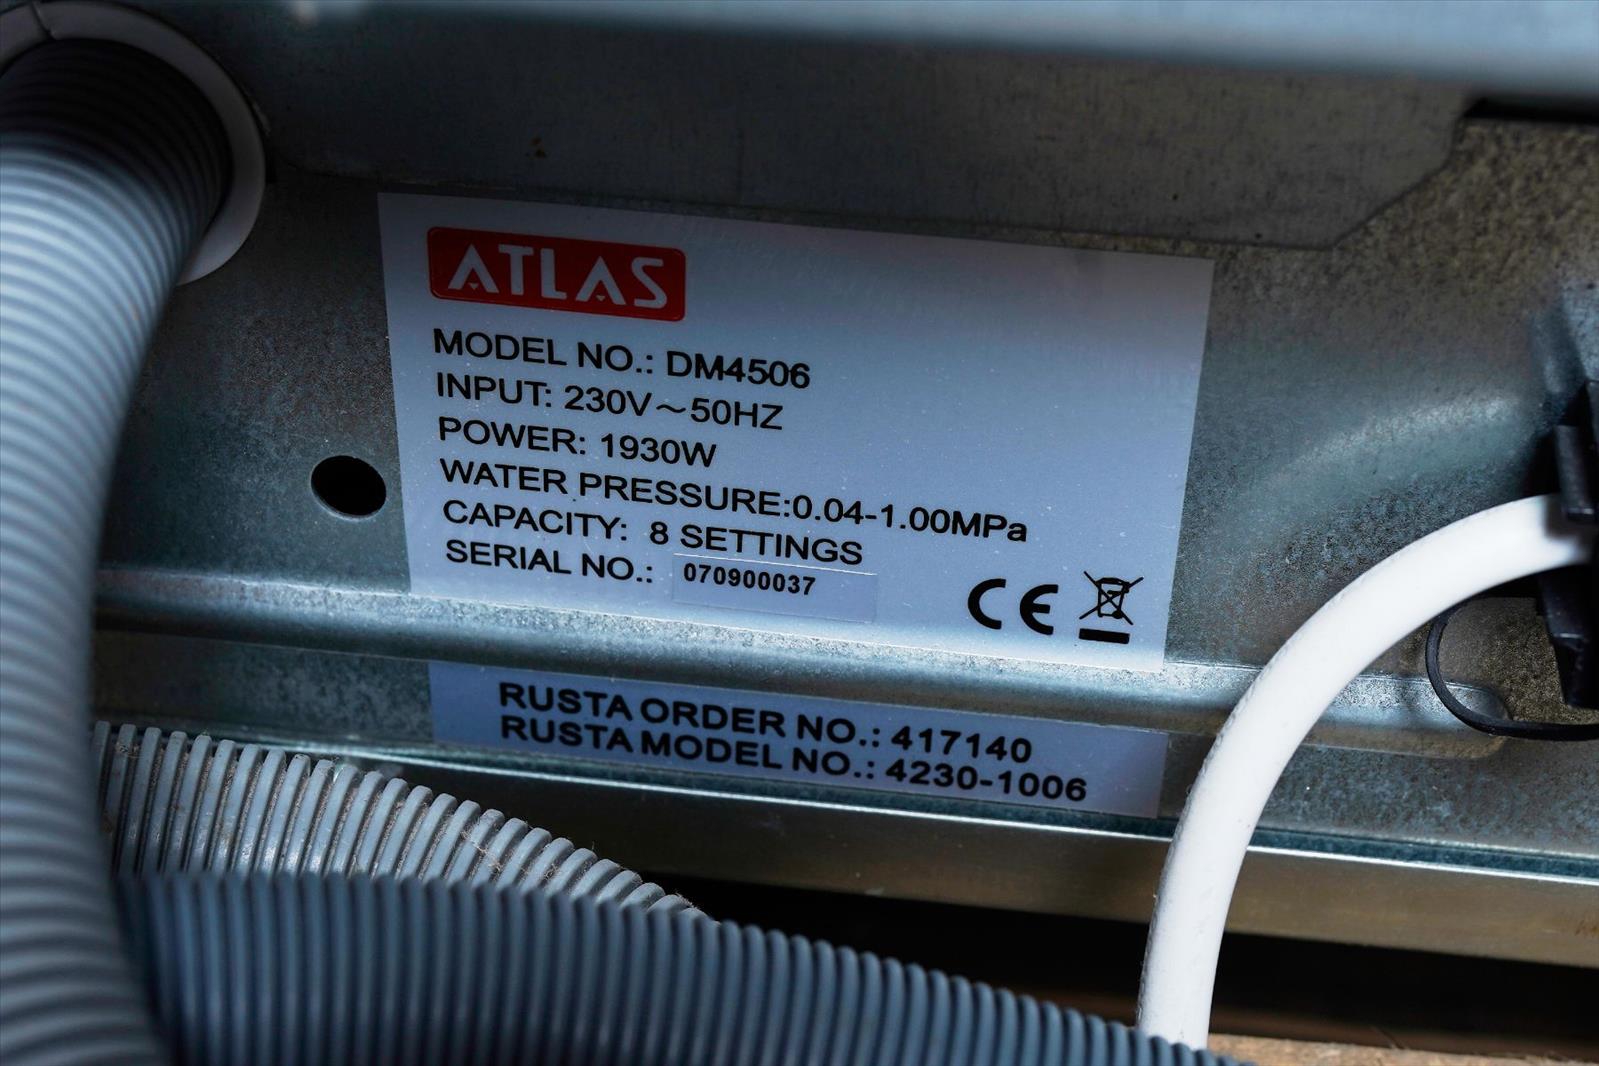 ATLAS
MODEL NO.: DM4506
INPUT: 230V～50HZ
POWER: 1930W
WATER PRESSURE:0.04-1.00MPa
CAPACITY: 8 SETTINGS
SERIAL NO.: 070900037
CE
RUSTA ORDER NO.: 417140
RUSTA MODEL NO.: 4230-1006